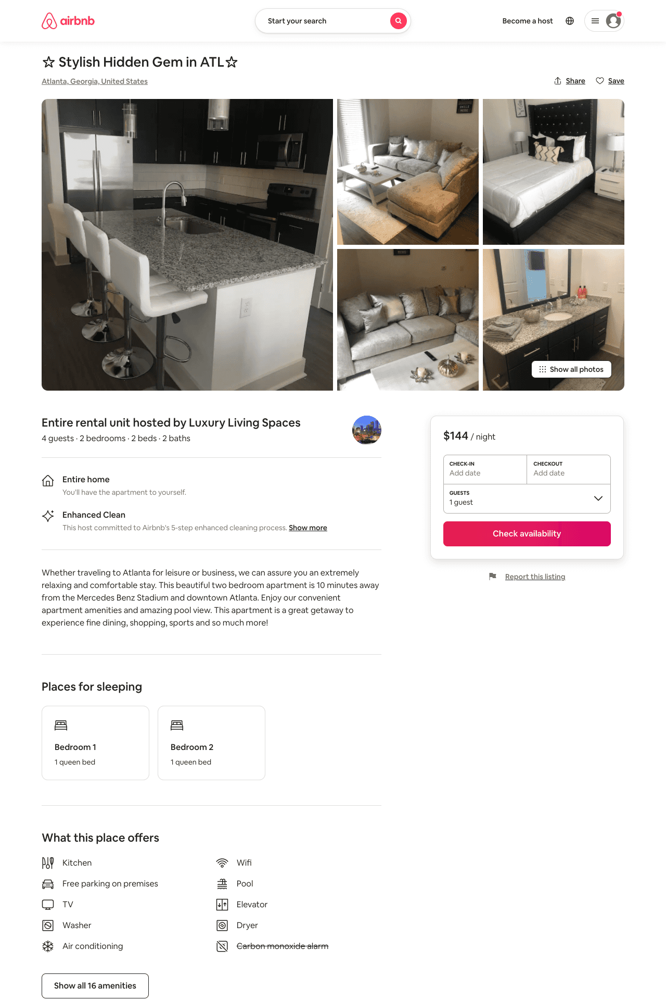 airbnb
Start your search
Become a host
☆ Stylish Hidden Gem in ATL☆
Atlanta, Georgia, United States
Share
Save
SMILE
MORE
MORE
Show all photos
Entire rental unit hosted by Luxury Living Spaces
4 guests · 2 bedrooms · 2 beds · 2 baths
Entire home
You’ll have the apartment to yourself.
Enhanced Clean
This host committed to Airbnb's 5-step enhanced cleaning process. Show more
Whether traveling to Atlanta for leisure or business, we can assure you an extremely
relaxing and comfortable stay. This beautiful two bedroom apartment is 10 minutes away
from the Mercedes Benz Stadium and downtown Atlanta. Enjoy our convenient
apartment amenities and amazing pool view. This apartment is a great getaway to
experience fine dining, shopping, sports and so much more!
$144 / night
CHECK-IN
Add date
CHECKOUT
Add date
GUESTS
1 guest
Check availability
Report this listing
Places for sleeping
Bedroom 1
1 queen bed
Bedroom 2
1 queen bed
What this place offers
Kitchen
Wifi
Free parking on premises
Pool
TV
Elevator
Washer
Dryer
Air conditioning
Carbon monoxide alarm
Show all 16 amenities